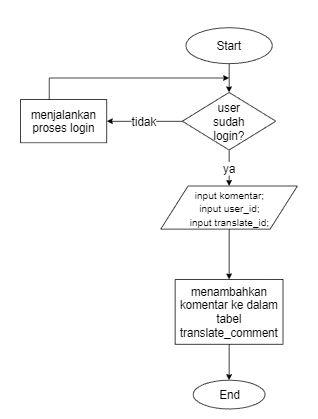 Start
user
sudah
login?
tidak
menjalankan
proses login
ya
input komentar;
input user_id;
input translate_id;
menambahkan
komentar ke dalam
tabel
translate_comment
End